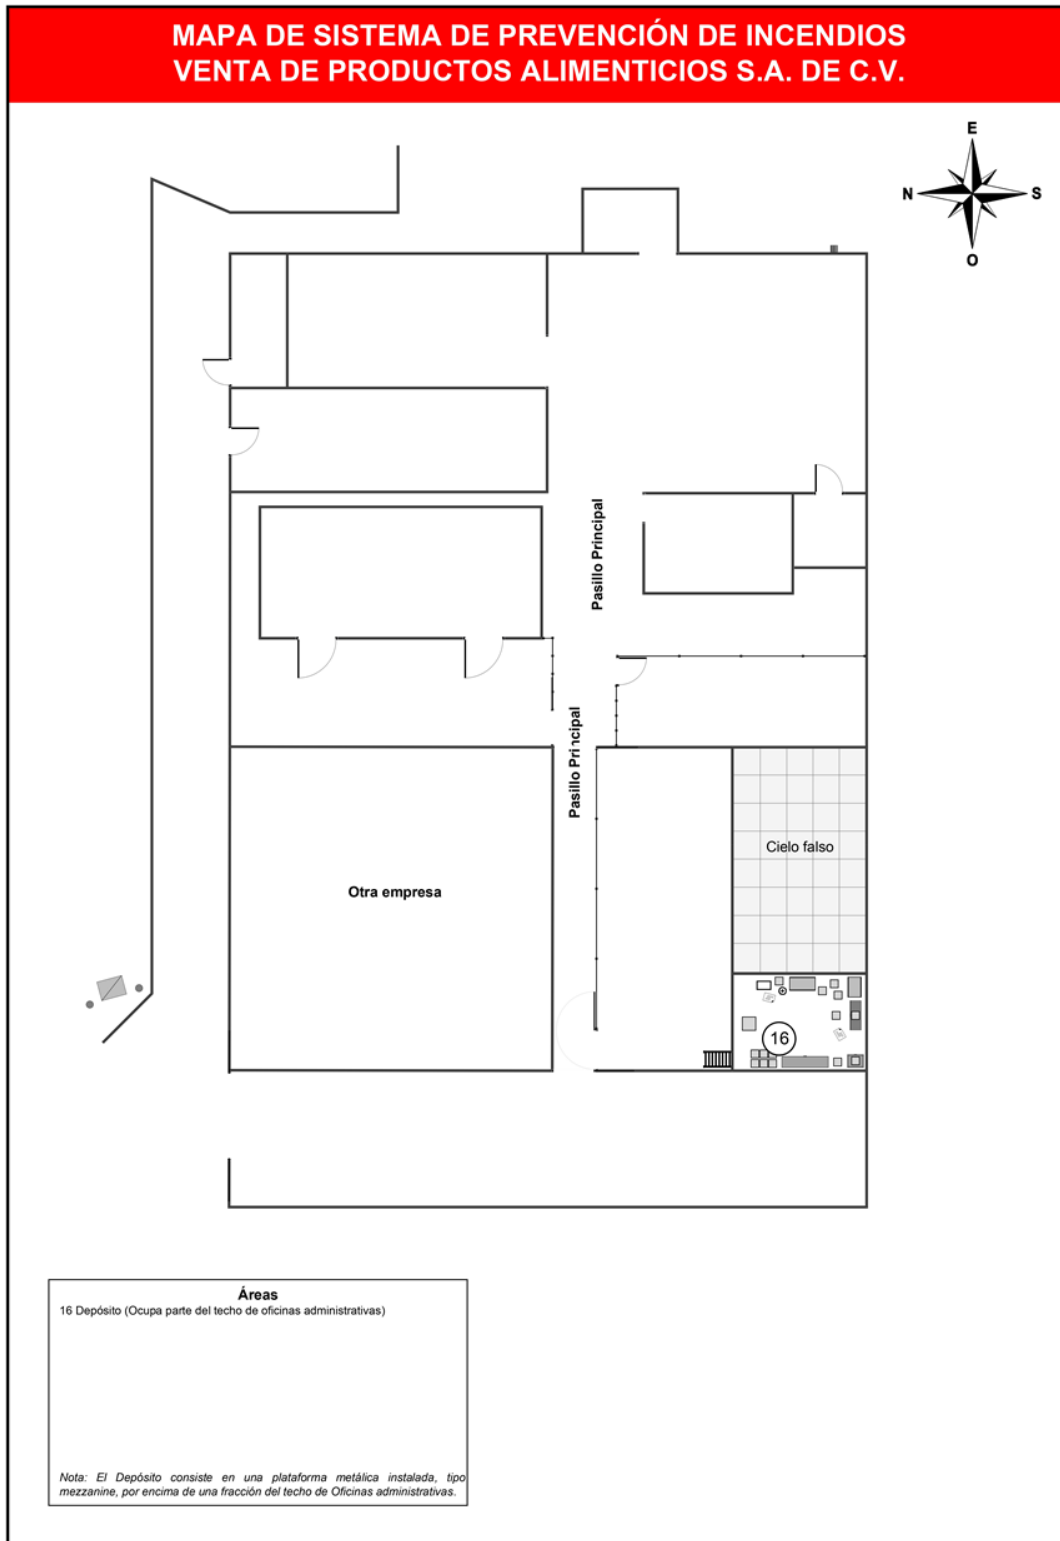 MAPA DE SISTEMA DE PREVENCIÓN DE INCENDIOS
VENTA DE PRODUCTOS ALIMENTICIOS S.A. DE C.V.
E
N
S
O
Pasillo Principal
Pasillo Principal
Cielo falso
Otra empresa
16
Áreas
16 Depósito (Ocupa parte del techo de oficinas administrativas)
Nota: El Depósito consiste en una plataforma metálica instalada, tipo
mezzanine, por encima de una fracción del techo de Oficinas administrativas.